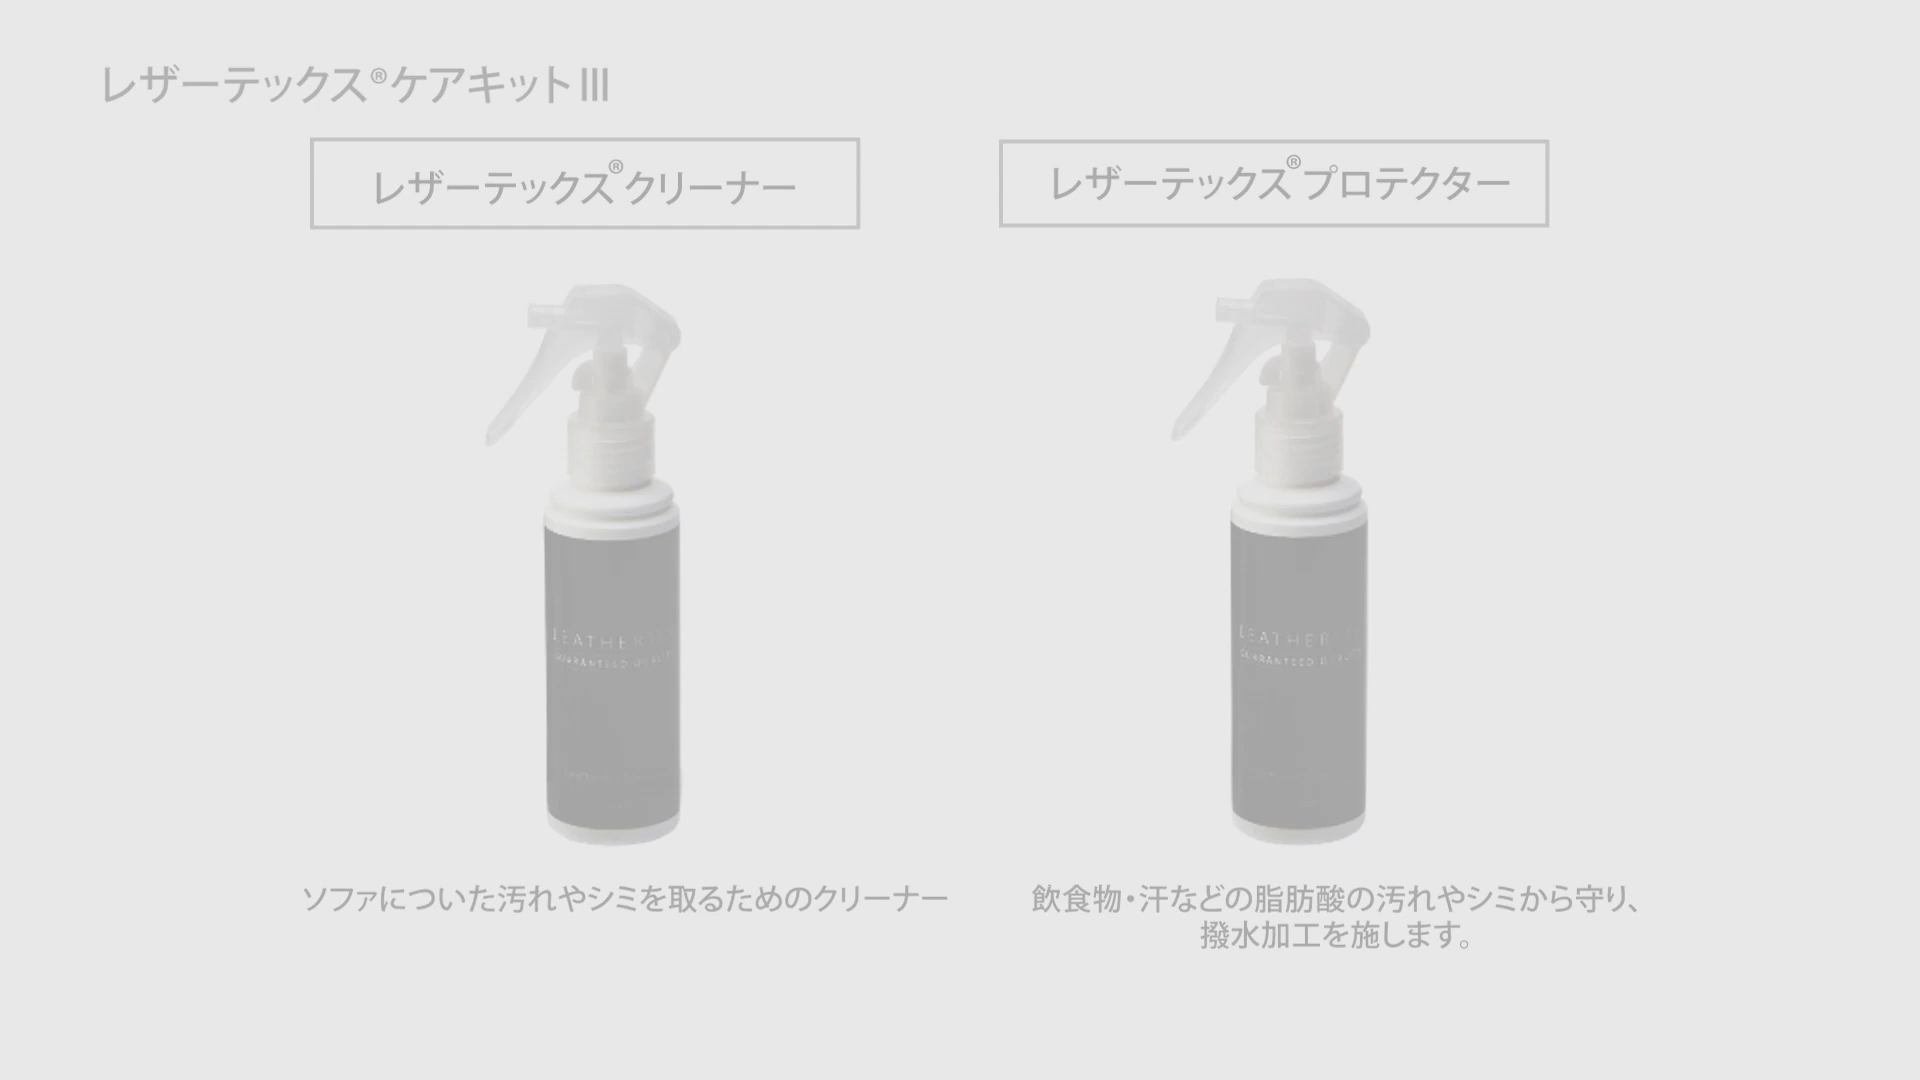 レザーテックス®ケアキットⅢ
レザーテックス®クリーナー
レザーテックス®プロテクター
GUARANTEED QUALITY
GUARANTEED QUALITY
ソファについた汚れやシミを取るためのクリーナー
飲食物・汗などの脂肪酸の汚れやシミから守り、
撥水加工を施します。